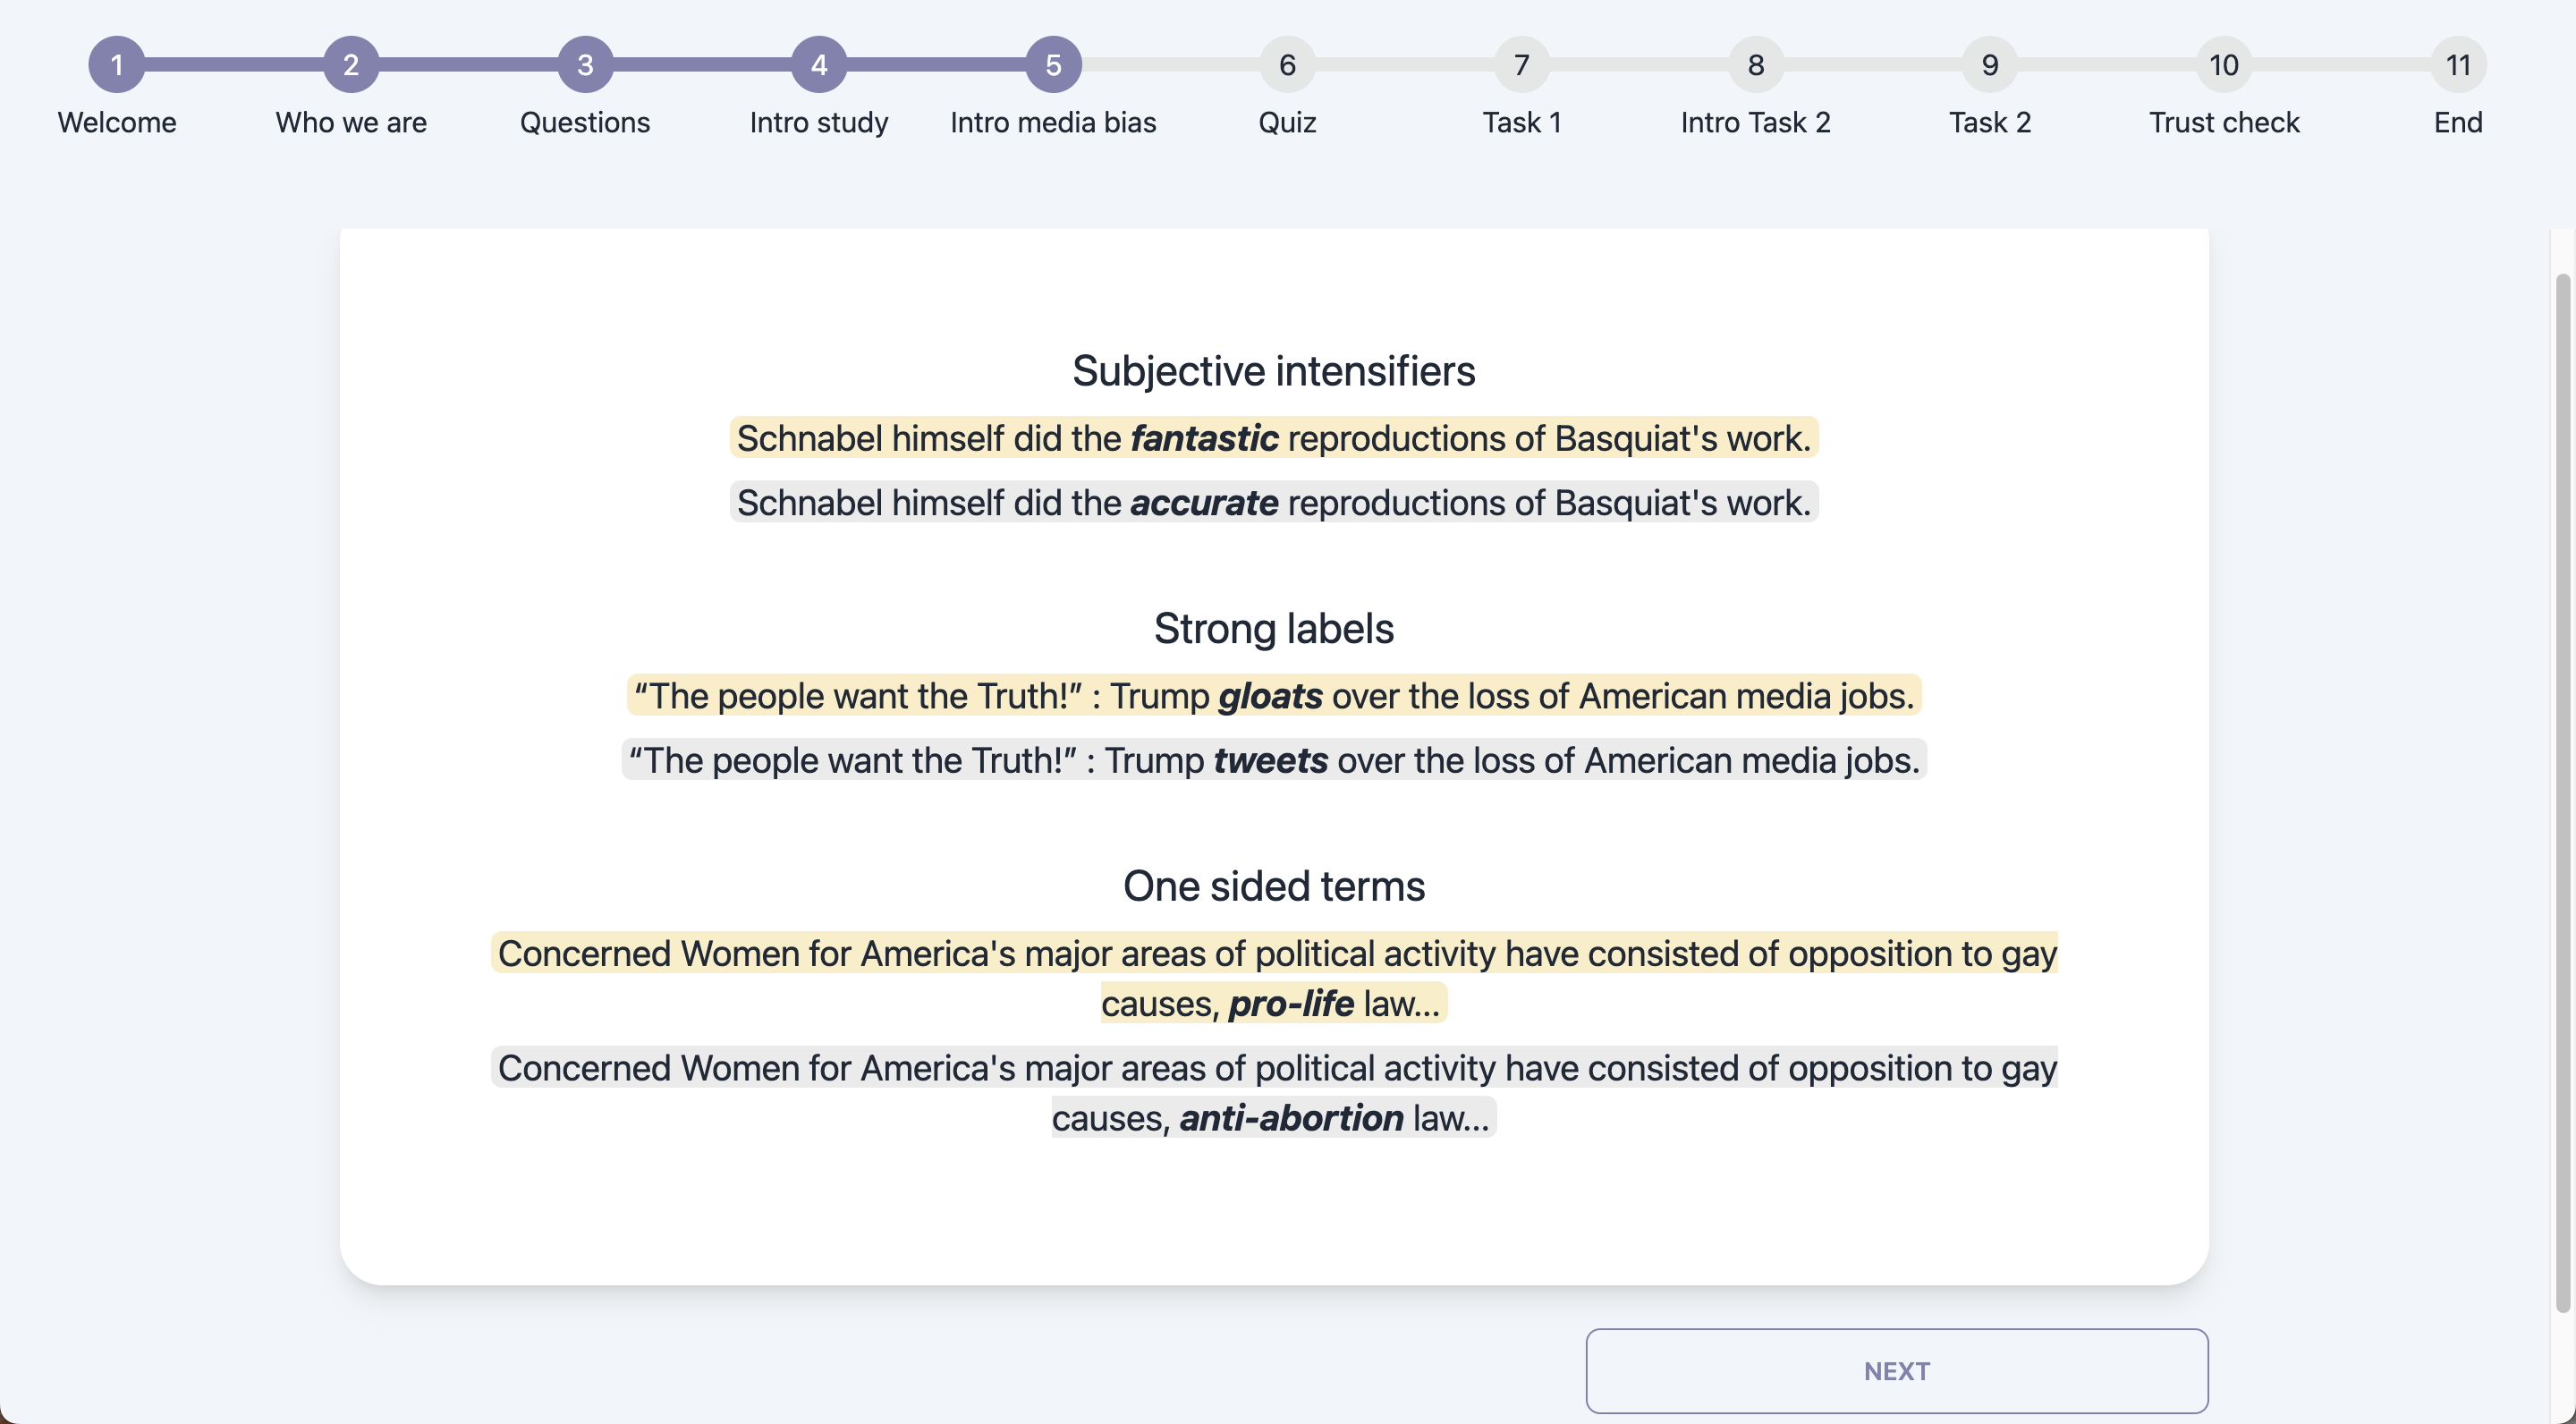 1 2 3 4 5 6 7 8 9 10 11
Welcome Who we are Questions Intro study Intro media bias Quiz Task 1 Intro Task 2 Task 2 Trust check End
Subjective intensifiers
Schnabel himself did the fantastic reproductions of Basquiat's work.
Schnabel himself did the accurate reproductions of Basquiat's work.
Strong labels
“The people want the Truth!” : Trump gloats over the loss of American media jobs.
“The people want the Truth!” : Trump tweets over the loss of American media jobs.
One sided terms
Concerned Women for America's major areas of political activity have consisted of opposition to gay
causes, pro-life law...
Concerned Women for America's major areas of political activity have consisted of opposition to gay
causes, anti-abortion law...
NEXT